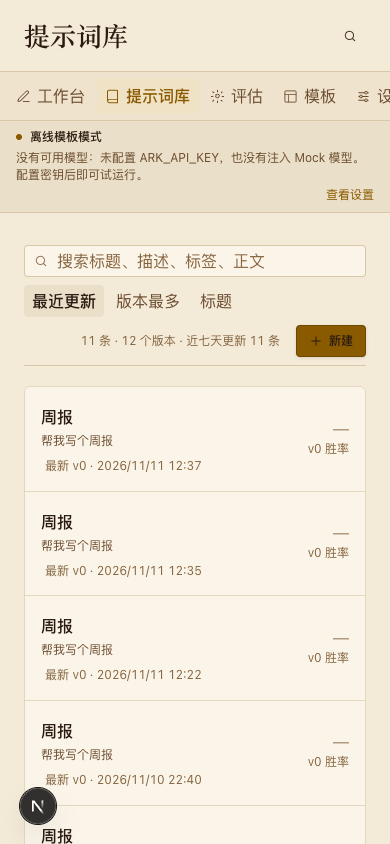 提示词库
工作台 提示词库 评估 模板 设
离线模板模式
没有可用模型：未配置 ARK_API_KEY，也没有注入 Mock 模型。
配置密钥后即可试运行。
查看设置
搜索标题、描述、标签、正文
最近更新 版本最多 标题
11 条 · 12 个版本 · 近七天更新 11 条 + 新建
周报
帮我写个周报
最新 v0 · 2026/11/11 12:37
—
v0 胜率
周报
帮我写个周报
最新 v0 · 2026/11/11 12:35
—
v0 胜率
周报
帮我写个周报
最新 v0 · 2026/11/11 12:22
—
v0 胜率
周报
帮我写个周报
最新 v0 · 2026/11/10 22:40
—
v0 胜率
N
周报